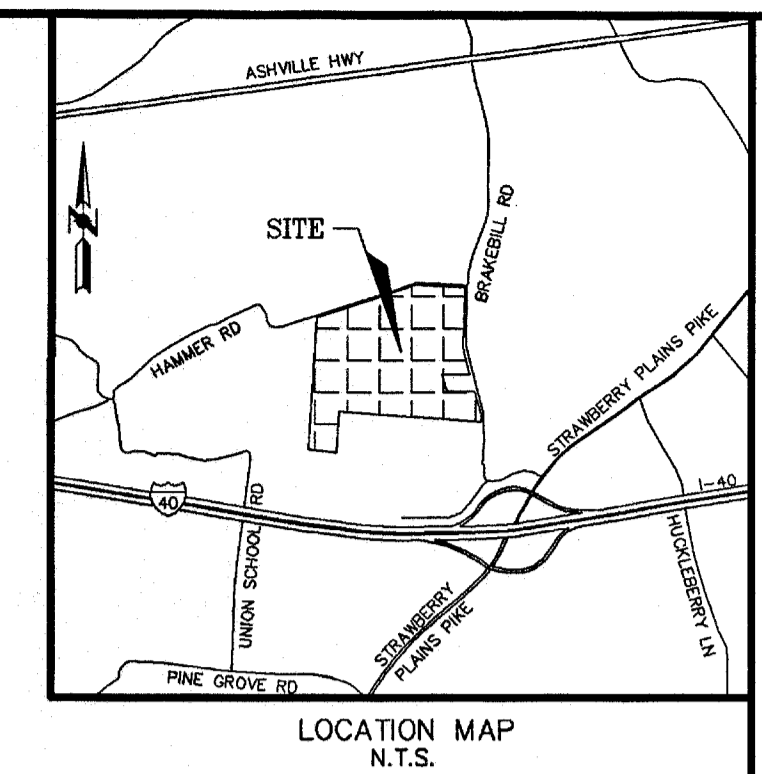 ASHVILLE HWY
N
SITE
BRAKEBILL RD
HAMMER RD
STRAWBERRY PLAINS PIKE
40
I-40
UNION SCHOOL RD
HUCKLEBERRY LN
STRAWBERRY
PLAINS PIKE
PINE GROVE RD
LOCATION MAP
N.T.S.